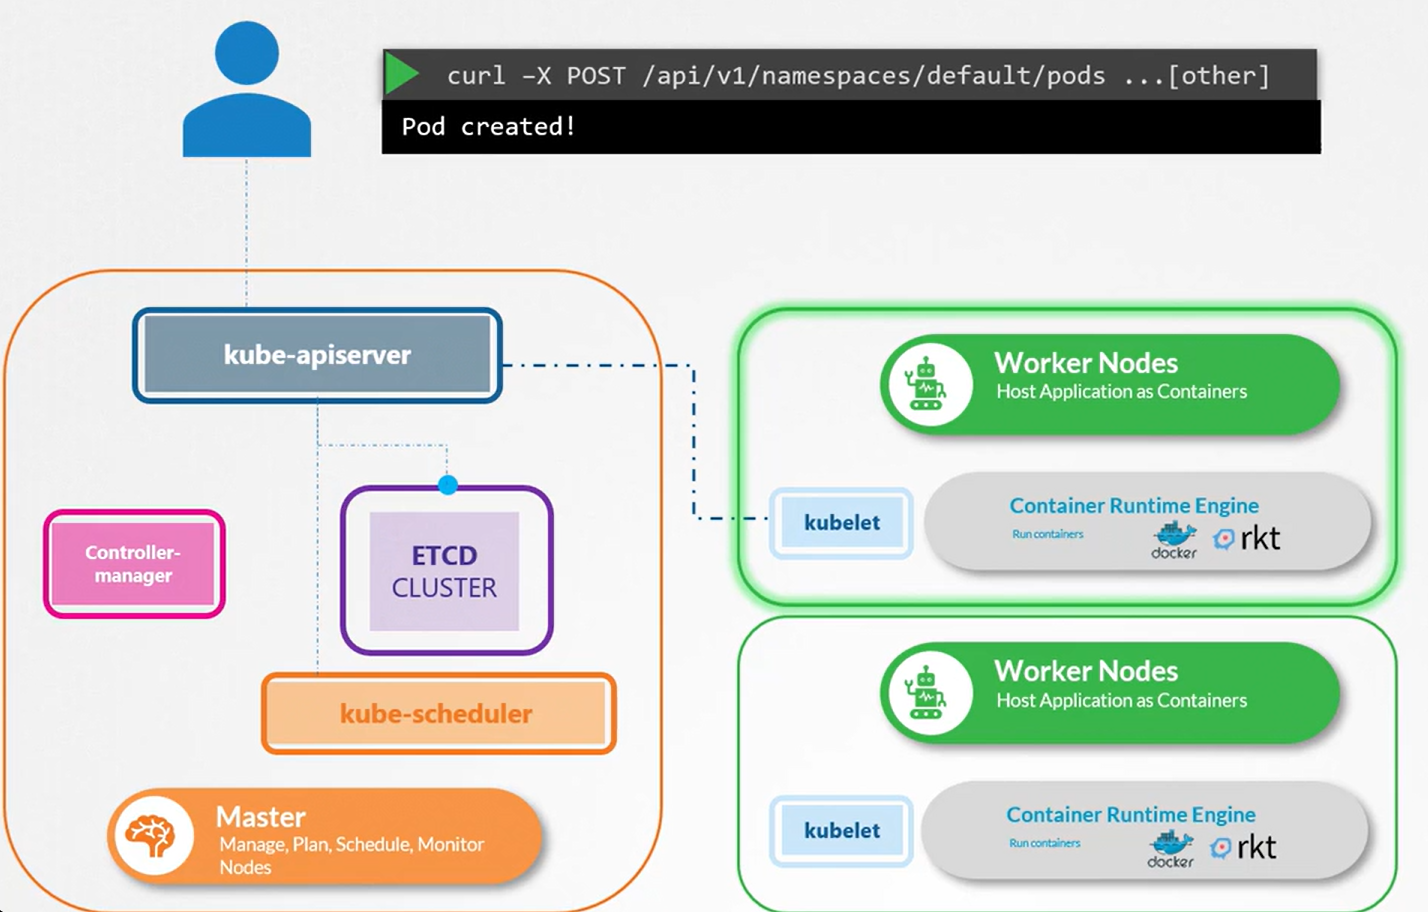 curl –X POST /api/v1/namespaces/default/pods ...[other]
Pod created!
kube-apiserver
Controller-
manager
ETCD
CLUSTER
kube-scheduler
Master
Manage, Plan, Schedule, Monitor
Nodes
Worker Nodes
Host Application as Containers
kubelet
Container Runtime Engine
Run containers
docker
rkt
Worker Nodes
Host Application as Containers
kubelet
Container Runtime Engine
Run containers
docker
rkt